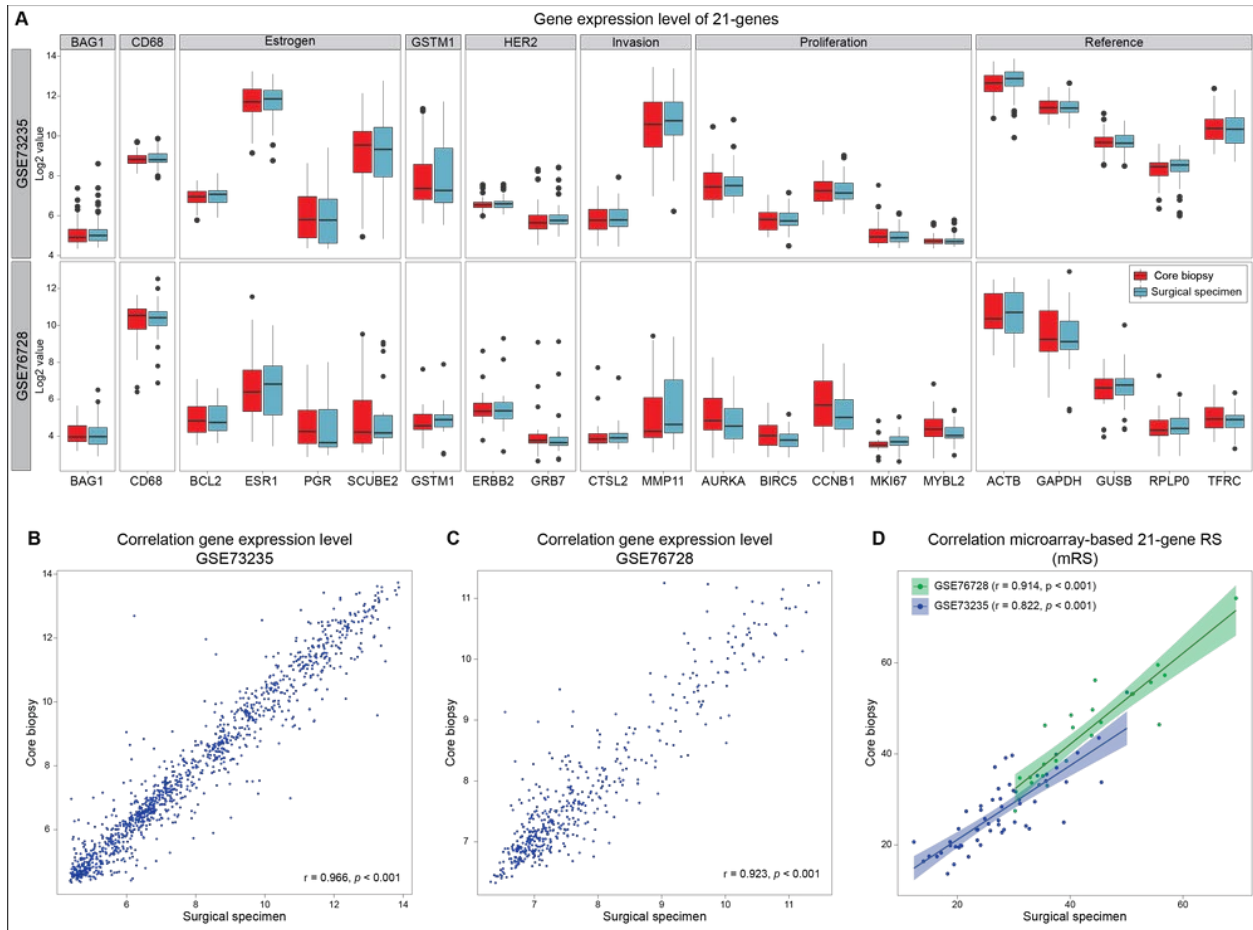 A
Gene expression level of 21-genes
BAG1 CD68 Estrogen GSTM1 HER2 Invasion Proliferation Reference
GSE73235
Log2 value
14
12
10
8
6
4
GSE76728
Log2 value
12
10
8
6
4
Core biopsy
Surgical specimen
BAG1 CD68 BCL2 ESR1 PGR SCUBE2 GSTM1 ERBB2 GRB7 CTSL2 MMP11 AURKA BIRC5 CCNB1 MKI67 MYBL2 ACTB GAPDH GUSB RPLP0 TFRC
B
Correlation gene expression level
GSE73235
Core biopsy
14
12
10
8
6
r = 0.966, p < 0.001
6 8 10 12 14
Surgical specimen
C
Correlation gene expression level
GSE76728
Core biopsy
11
10
9
8
7
r = 0.923, p < 0.001
7 8 9 10 11
Surgical specimen
D
Correlation microarray-based 21-gene RS
(mRS)
GSE76728 (r = 0.914, p < 0.001)
GSE73235 (r = 0.822, p < 0.001)
Core biopsy
60
40
20
20 40 60
Surgical specimen